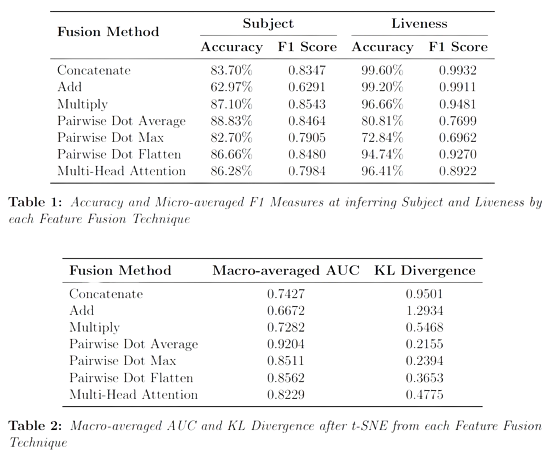 Fusion Method Subject Liveness
Accuracy F1 Score Accuracy F1 Score
Concatenate 83.70% 0.8347 99.60% 0.9932
Add 62.97% 0.6291 99.20% 0.9911
Multiply 87.10% 0.8543 96.66% 0.9481
Pairwise Dot Average 88.83% 0.8464 80.81% 0.7699
Pairwise Dot Max 82.70% 0.7905 72.84% 0.6962
Pairwise Dot Flatten 86.66% 0.8480 94.74% 0.9270
Multi-Head Attention 86.28% 0.7984 96.41% 0.8922
Table 1: Accuracy and Micro-averaged F1 Measures at inferring Subject and Liveness by
each Feature Fusion Technique
Fusion Method Macro-averaged AUC KL Divergence
Concatenate 0.7427 0.9501
Add 0.6672 1.2934
Multiply 0.7282 0.5468
Pairwise Dot Average 0.9204 0.2155
Pairwise Dot Max 0.8511 0.2394
Pairwise Dot Flatten 0.8562 0.3653
Multi-Head Attention 0.8229 0.4775
Table 2: Macro-averaged AUC and KL Divergence after t-SNE from each Feature Fusion
Technique